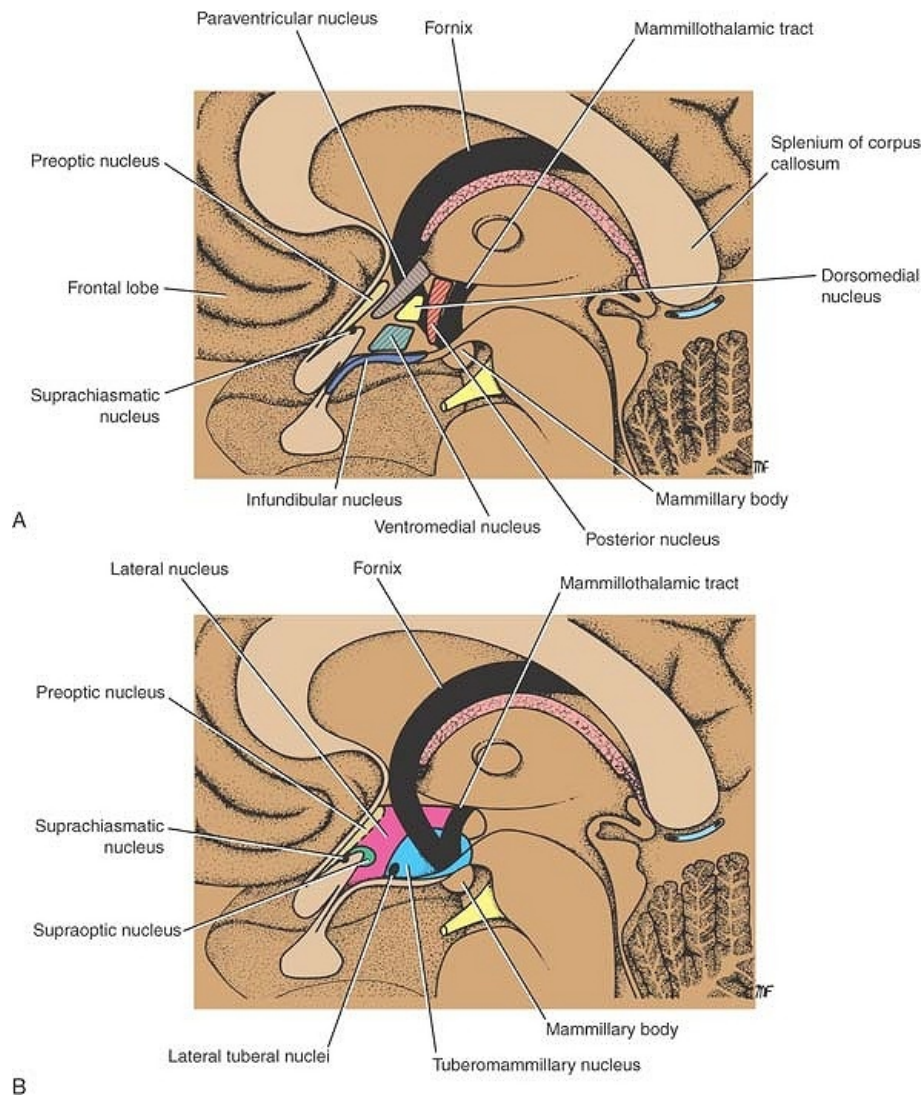 Paraventricular nucleus
Fornix
Mammillothalamic tract
Preoptic nucleus
Splenium of corpus
callosum
Frontal lobe
Dorsomedial
nucleus
Suprachiasmatic
nucleus
Infundibular nucleus
Mammillary body
A
Ventromedial nucleus
Posterior nucleus
Lateral nucleus
Fornix
Mammillothalamic tract
Preoptic nucleus
Suprachiasmatic
nucleus
Supraoptic nucleus
Mammillary body
Lateral tuberal nuclei
Tuberomammillary nucleus
B